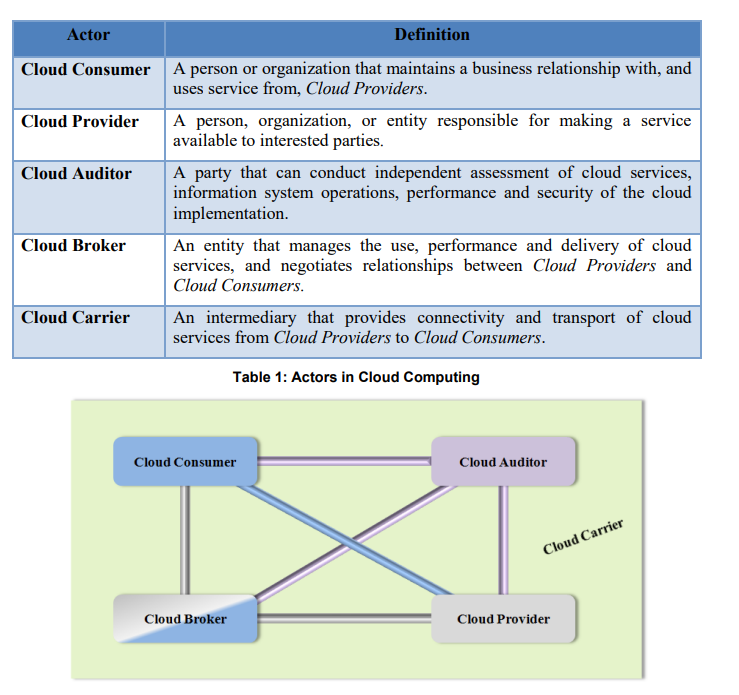 Actor Definition
Cloud Consumer A person or organization that maintains a business relationship with, and
uses service from, Cloud Providers.
Cloud Provider A person, organization, or entity responsible for making a service
available to interested parties.
Cloud Auditor A party that can conduct independent assessment of cloud services,
information system operations, performance and security of the cloud
implementation.
Cloud Broker An entity that manages the use, performance and delivery of cloud
services, and negotiates relationships between Cloud Providers and
Cloud Consumers.
Cloud Carrier An intermediary that provides connectivity and transport of cloud
services from Cloud Providers to Cloud Consumers.
Table 1: Actors in Cloud Computing
Cloud Consumer
Cloud Auditor
Cloud Carrier
Cloud Broker
Cloud Provider